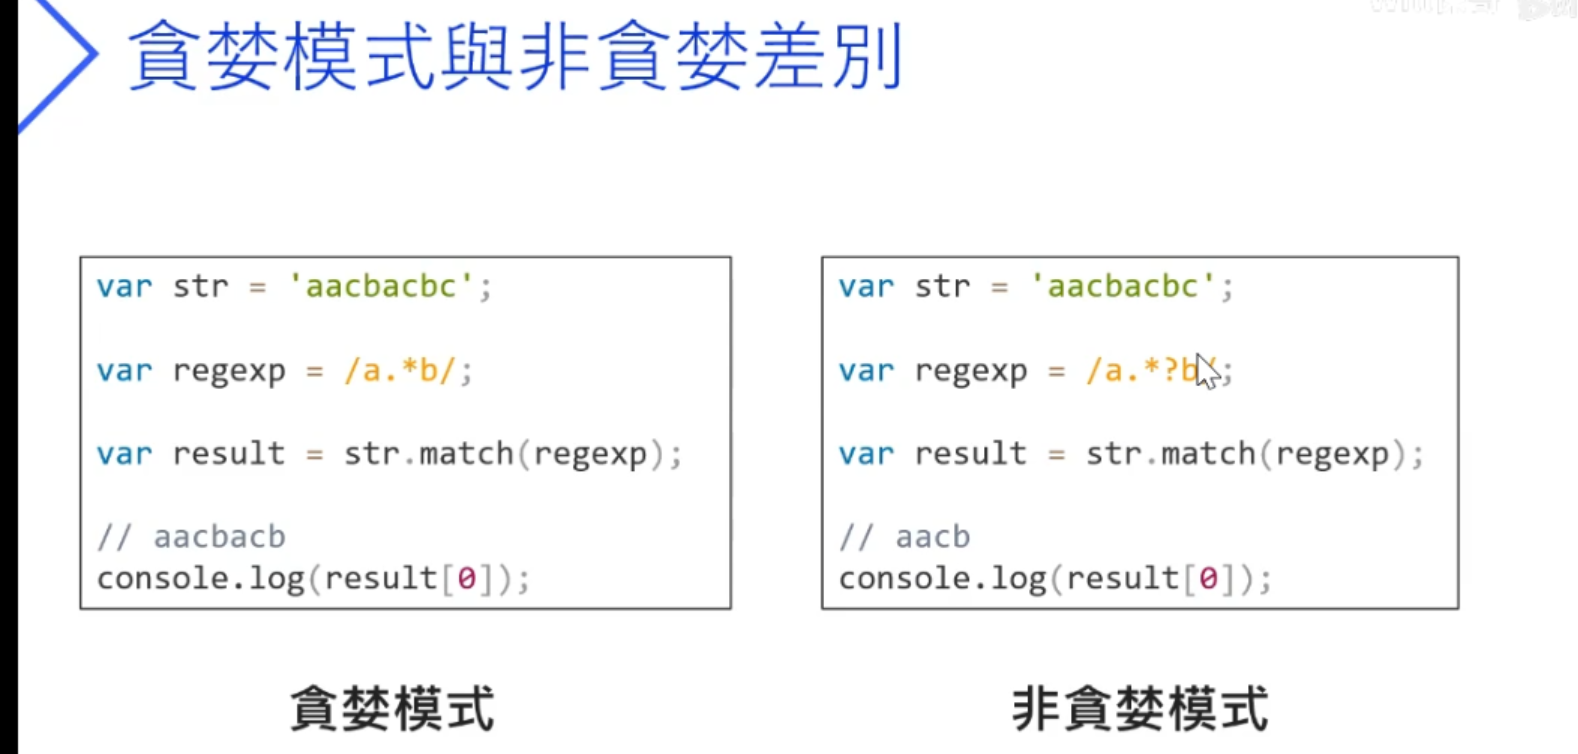 貪婪模式與非貪婪差別
var str = 'aacbacbc';
var regexp = /a.*b/;
var result = str.match(regexp);
// aacbacb
console.log(result[0]);
貪婪模式
var str = 'aacbacbc';
var regexp = /a.*?b/;
var result = str.match(regexp);
// aacb
console.log(result[0]);
非貪婪模式